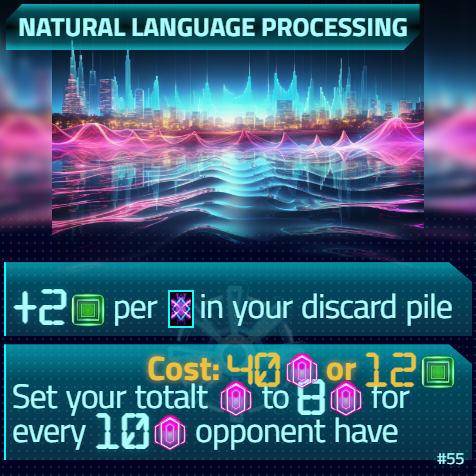 NATURAL LANGUAGE PROCESSING
+2 per in your discard pile
Cost: 40 or 12
Set your totalt to 8 for
every 10 opponent have
#55